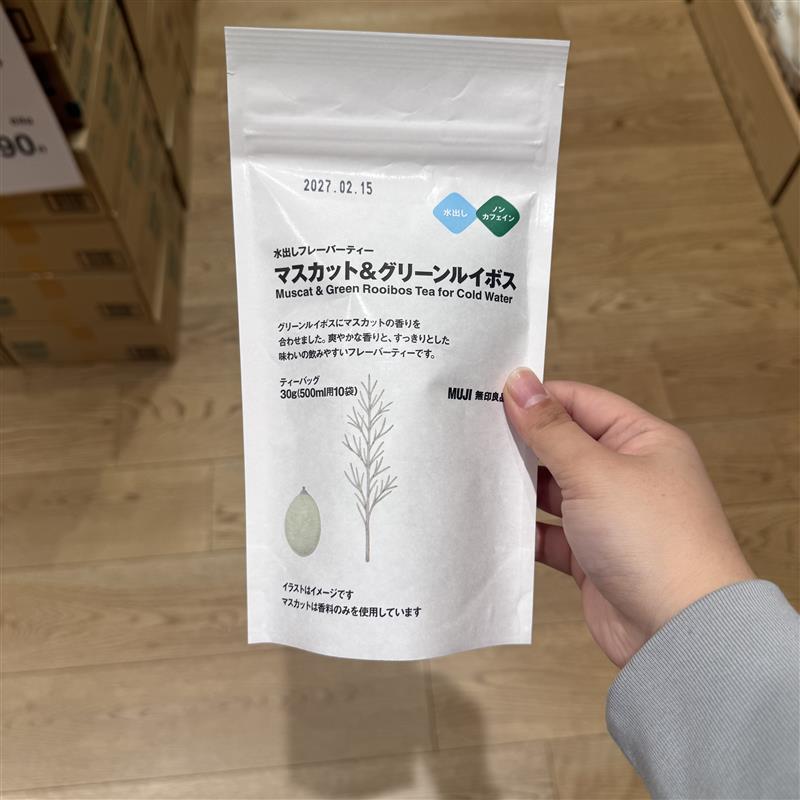 90
2027.02.15
水出し
ノン
カフェイン
水出しフレーバーティー
マスカット&グリーンルイボス
Muscat & Green Rooibos Tea for Cold Water
グリーンルイボスにマスカットの香りを
合わせました。爽やかな香りと、すっきりとした
味わいの飲みやすいフレーバーティーです。
ティーバッグ
30g(500ml用10袋)
MUJI 無印良品
イラストはイメージです
マスカットは香料のみを使用しています